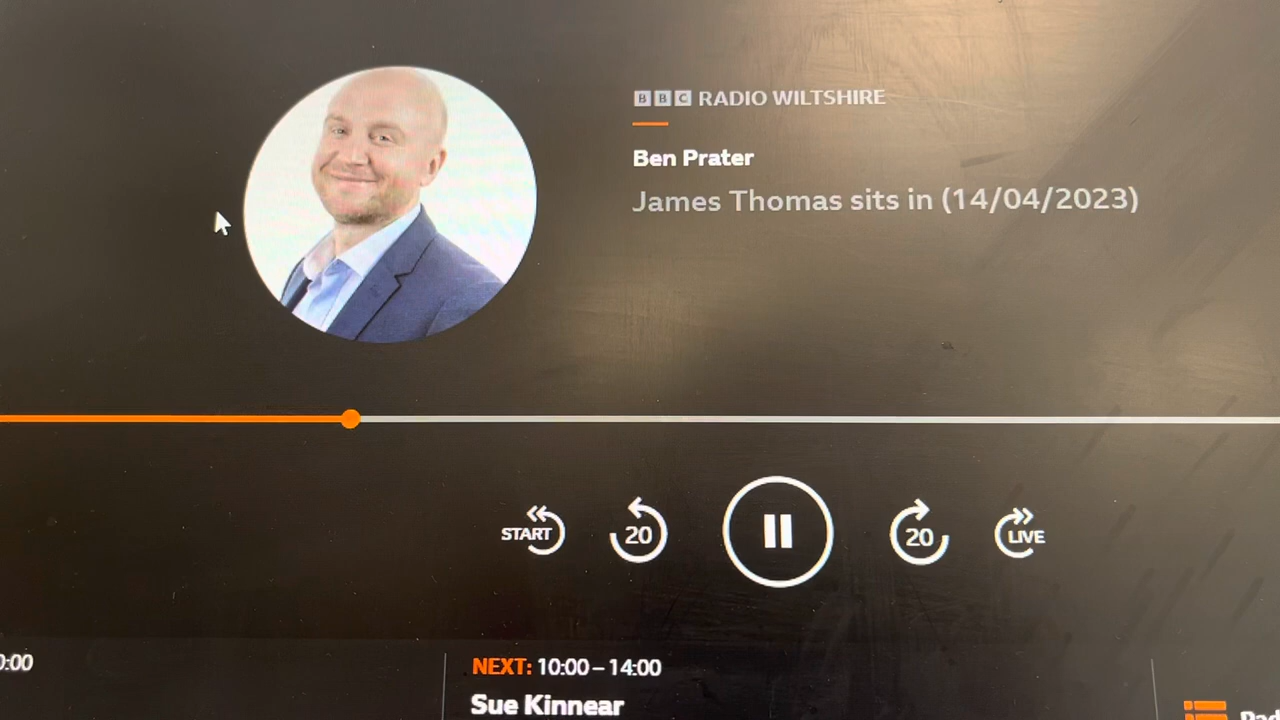 BBC RADIO WILTSHIRE
Ben Prater
James Thomas sits in (14/04/2023)
START
20
20
LIVE
0:00
NEXT: 10:00 – 14:00
Sue Kinnear